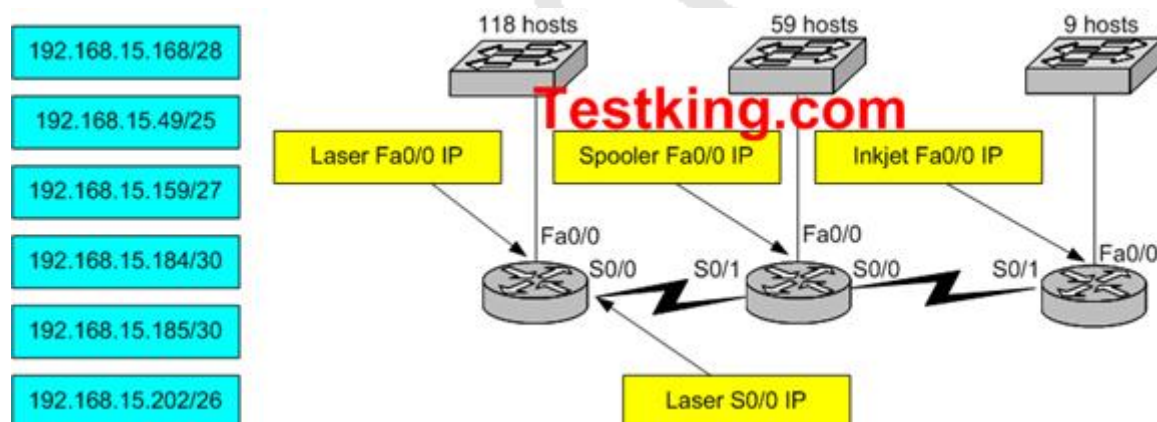 192.168.15.168/28
192.168.15.49/25
192.168.15.159/27
192.168.15.184/30
192.168.15.185/30
192.168.15.202/26
118 hosts
59 hosts
9 hosts
Testking.com
Laser Fa0/0 IP
Spooler Fa0/0 IP
Inkjet Fa0/0 IP
Fa0/0
Fa0/0
Fa0/0
S0/0
S0/1
S0/0
S0/1
Laser S0/0 IP